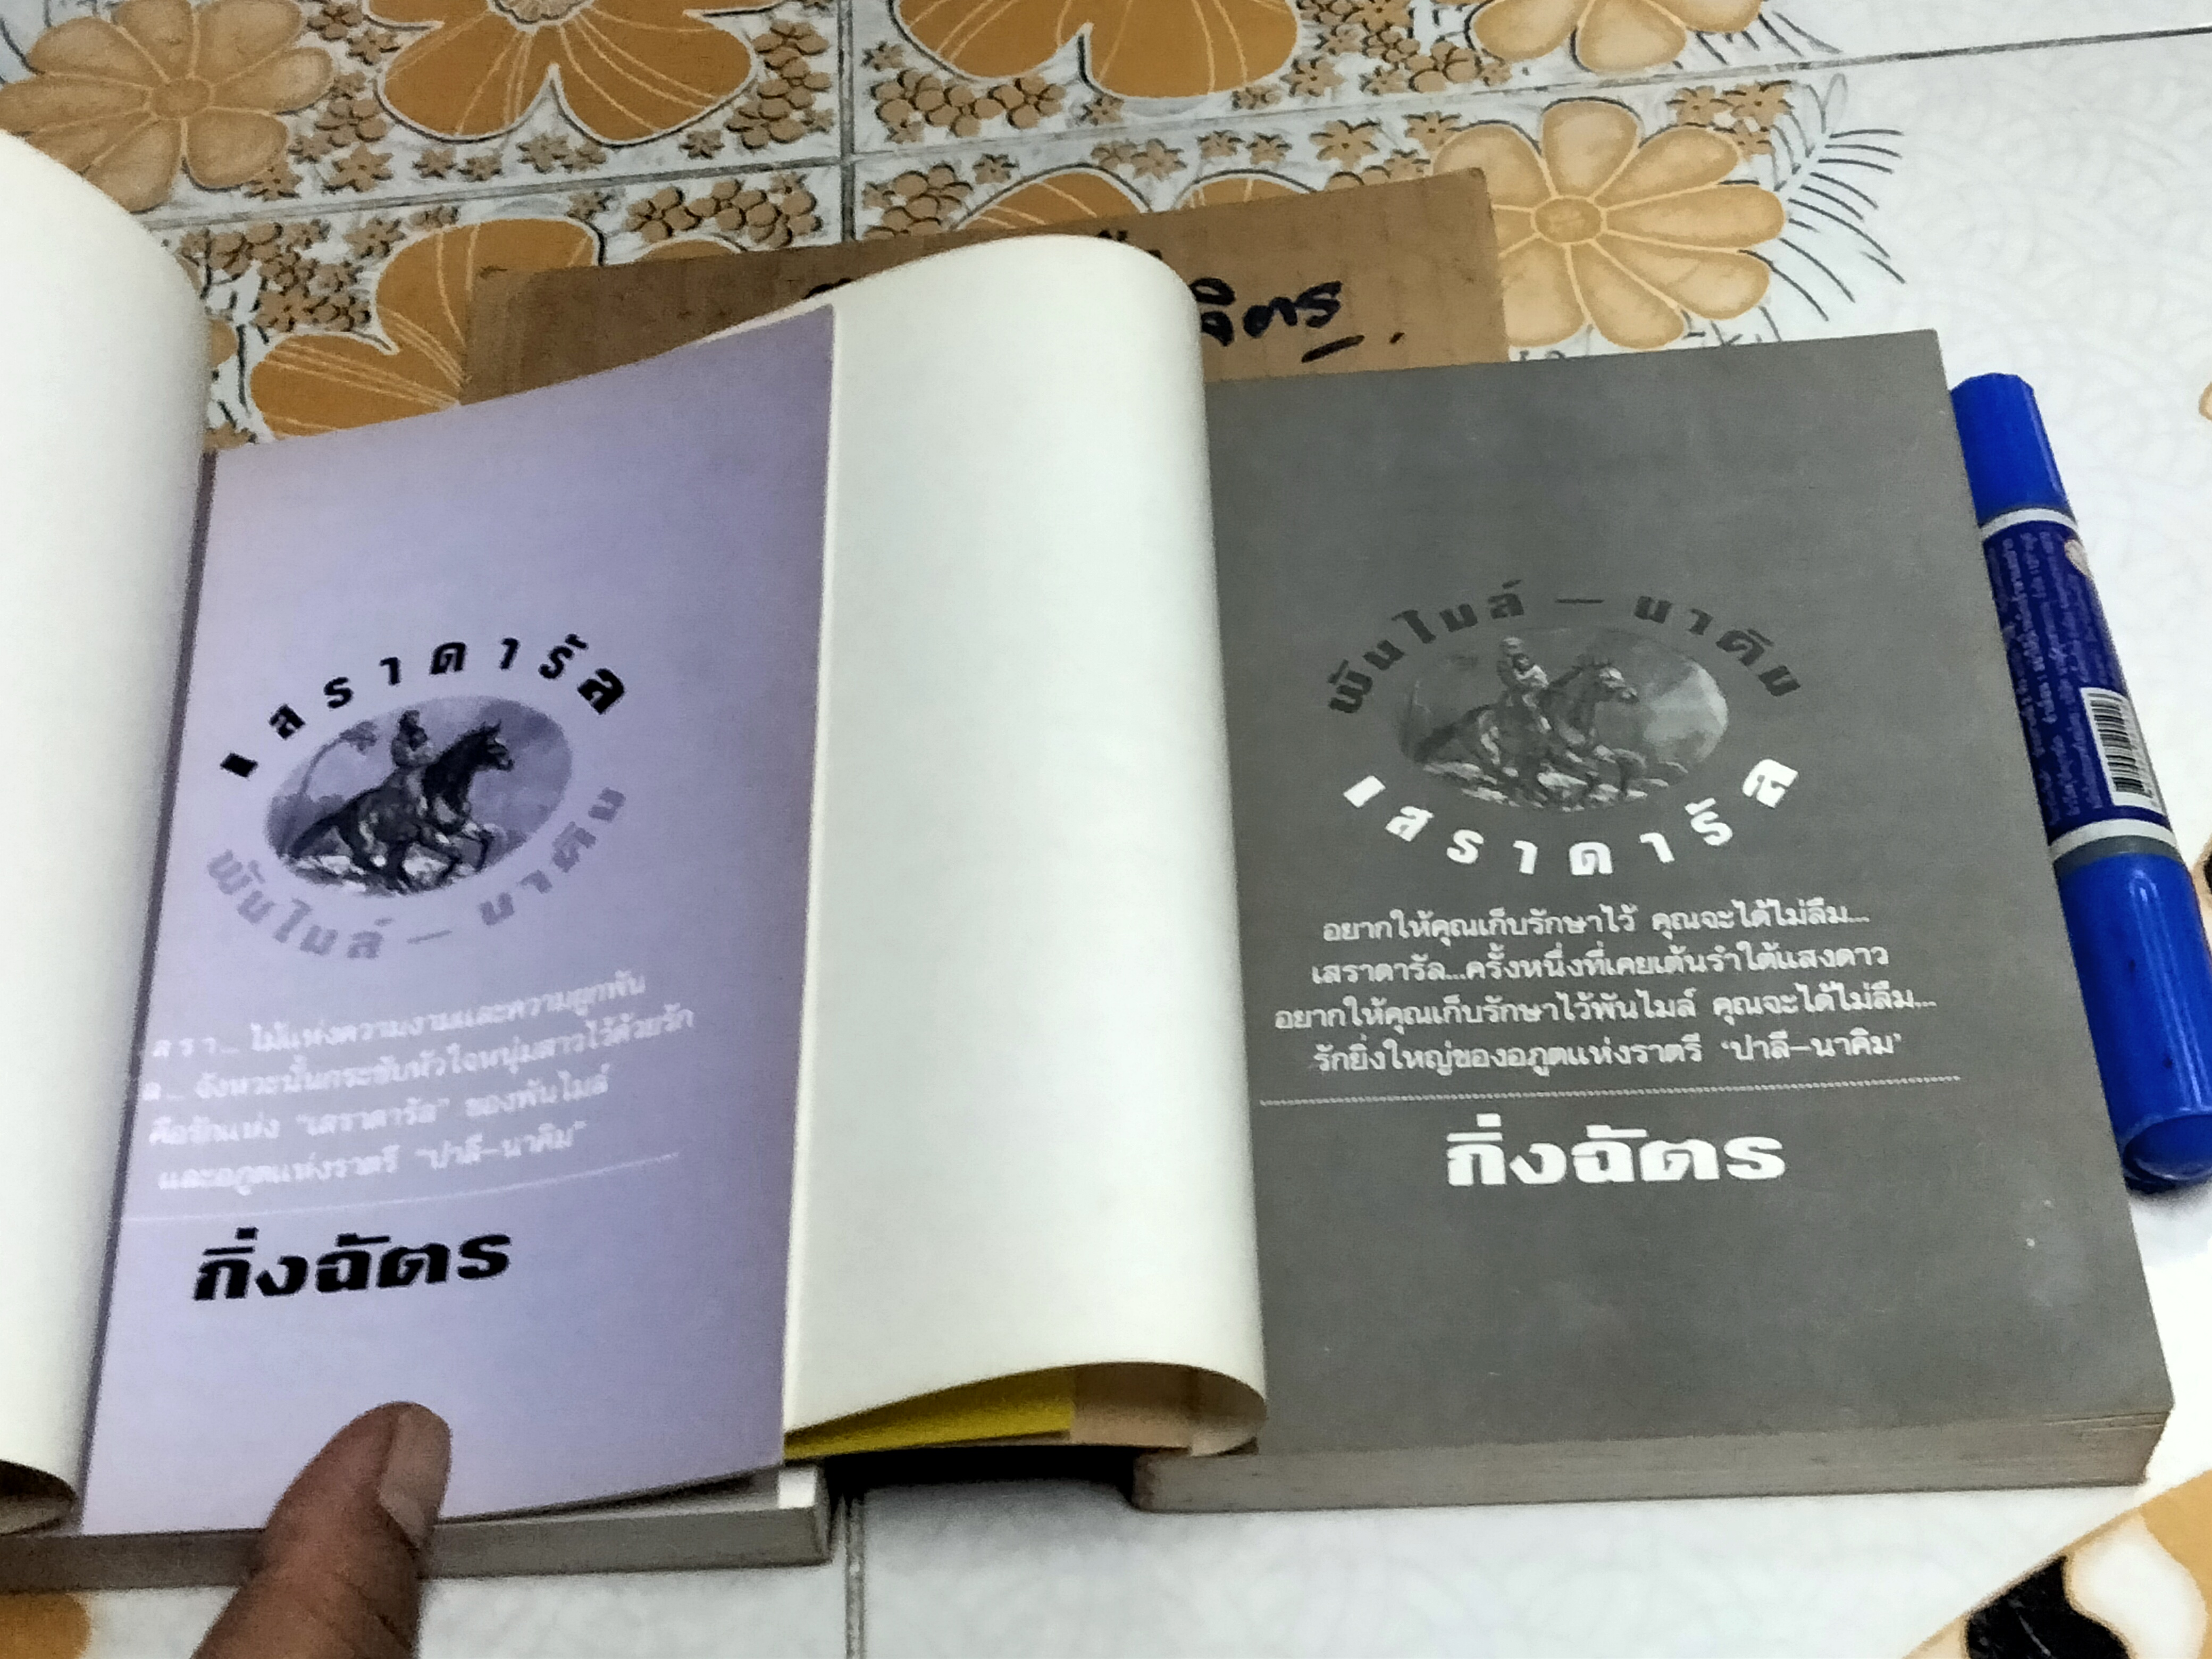 จิตร
เสราดารัล
พันไมล์ — นาคิม
ส ร า ... ไม้แห่งความงามและความผูกพัน
ล ... จังหวะนั้นกระชับหัวใจหนุ่มสาวไว้ด้วยรัก
คือรักแห่ง "เสราดารัล" ของพันไมล์
และอภูตแห่งราตรี "ปาลี–นาคิม"
กิ่งฉัตร
พันไมล์ — นาคิม
เสราดารัล
อยากให้คุณเก็บรักษาไว้ คุณจะได้ไม่ลืม...
เสราดารัล...ครั้งหนึ่งที่เคยเต้นรำใต้แสงดาว
อยากให้คุณเก็บรักษาไว้พันไมล์ คุณจะได้ไม่ลืม...
รักยิ่งใหญ่ของอภูตแห่งราตรี 'ปาลี–นาคิม'
กิ่งฉัตร